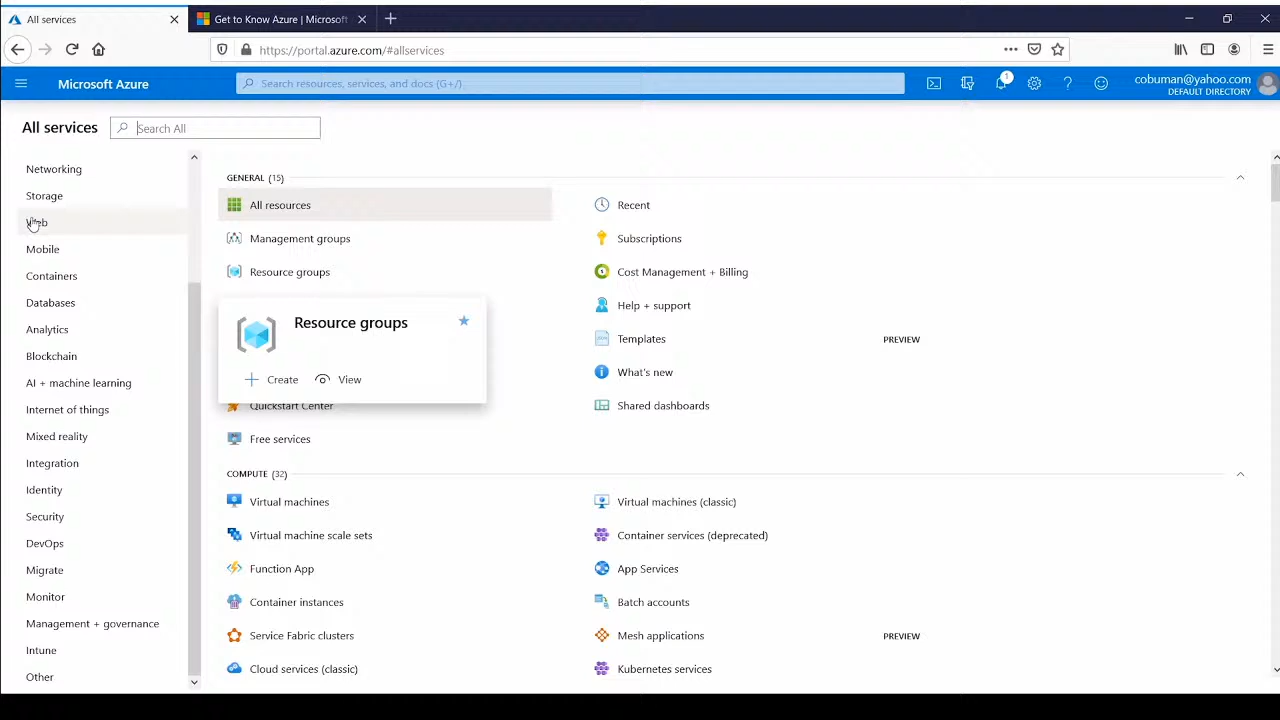 All services
Get to Know Azure | Microsoft
https://portal.azure.com/#allservices
Microsoft Azure
Search resources, services, and docs (G+/)
1
cobuman@yahoo.com
DEFAULT DIRECTORY
All services
Search All
Networking
Storage
Web
Mobile
Containers
Databases
Analytics
Blockchain
AI + machine learning
Internet of things
Mixed reality
Integration
Identity
Security
DevOps
Migrate
Monitor
Management + governance
Intune
Other
GENERAL (15)
All resources
Recent
Management groups
Subscriptions
Resource groups
Cost Management + Billing
Resource groups
Create
View
Help + support
Templates
PREVIEW
What's new
Quickstart Center
Shared dashboards
Free services
COMPUTE (32)
Virtual machines
Virtual machines (classic)
Virtual machine scale sets
Container services (deprecated)
Function App
App Services
Container instances
Batch accounts
Service Fabric clusters
Mesh applications
PREVIEW
Cloud services (classic)
Kubernetes services